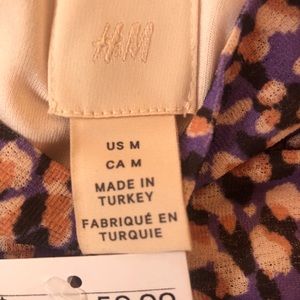 H&M
US M
CA M
MADE IN
TURKEY
FABRIQUÉ EN
TURQUIE